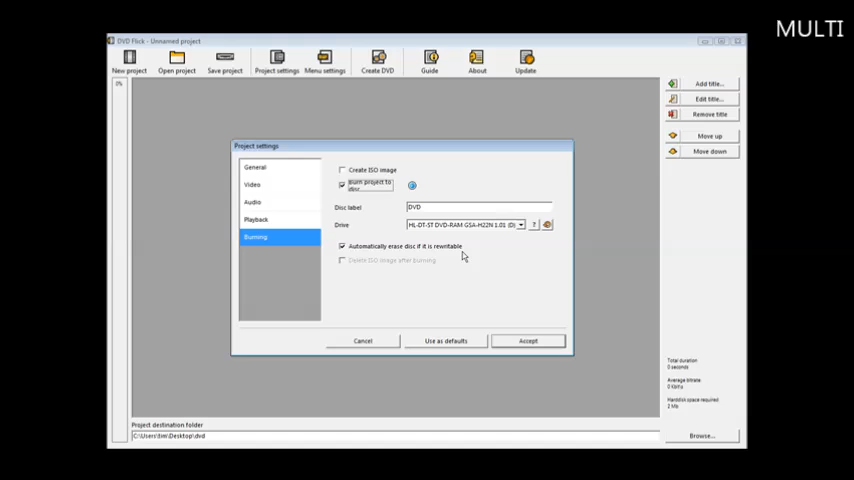 MULTI
DVD Flick - Unnamed project
New project
Open project
Save project
Project settings
Menu settings
Create DVD
Guide
About
Update
0%
Add title...
Edit title...
Remove title
Move up
Move down
Project settings
General
Video
Audio
Playback
Burning
Create ISO image
Burn project to
disc
Disc label
DVD
Drive
HL-DT-ST DVD-RAM GSA-H22N 1.01 (D)
?
Automatically erase disc if it is rewritable
Delete ISO image after burning
Cancel
Use as defaults
Accept
Total duration
0 seconds
Average bitrate:
0 Kbit/s
Harddisk space required
2 Mb
Project destination folder
C:\Users\tim\Desktop\dvd
Browse...